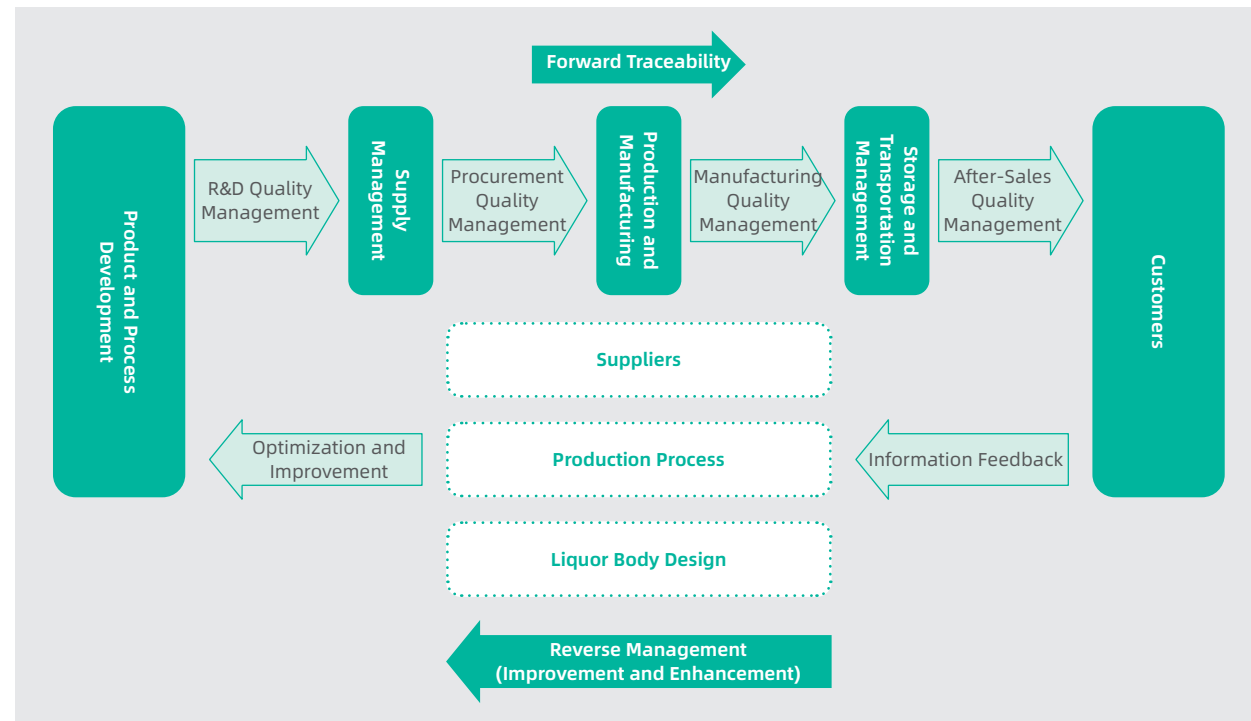 Forward Traceability
Product and Process
Development
R&D Quality
Management
Supply
Management
Procurement
Quality
Management
Production and
Manufacturing
Manufacturing
Quality
Management
Storage and
Transportation
Management
After-Sales
Quality
Management
Customers
Suppliers
Optimization and
Improvement
Production Process
Information Feedback
Liquor Body Design
Reverse Management
(Improvement and Enhancement)